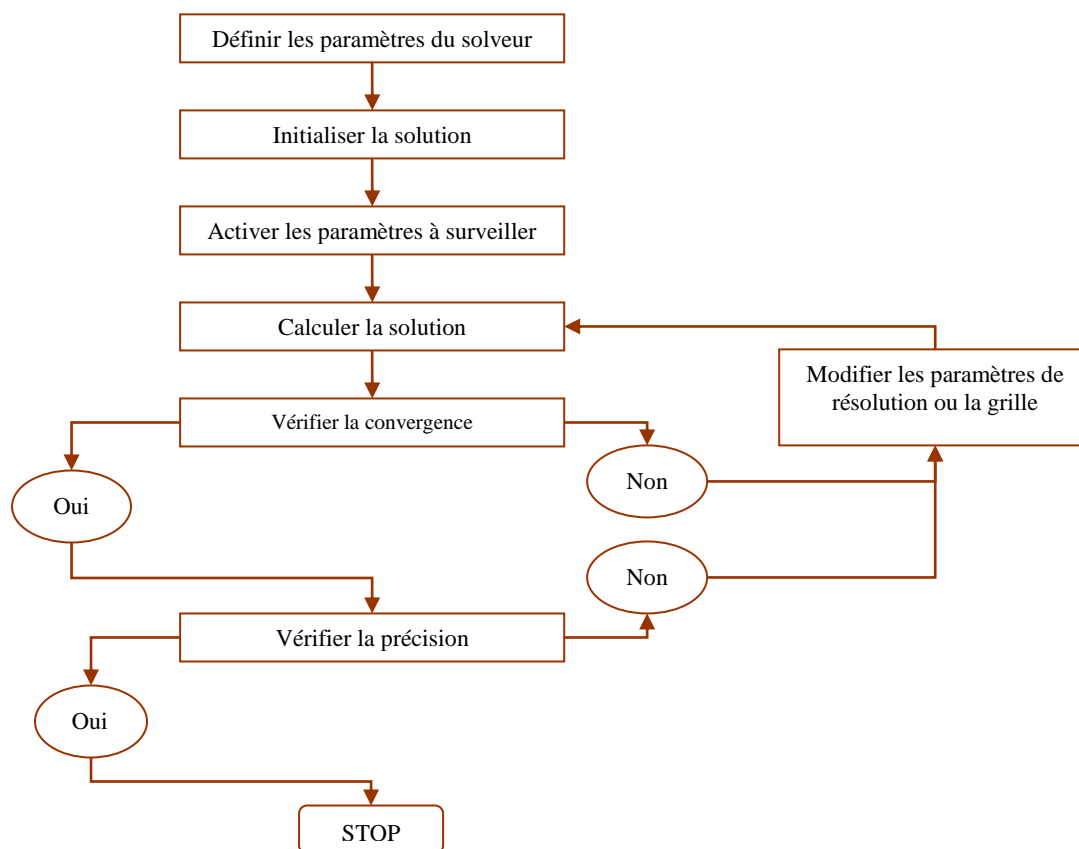 Définir les paramètres du solveur
Initialiser la solution
Activer les paramètres à surveiller
Calculer la solution
Modifier les paramètres de
résolution ou la grille
Vérifier la convergence
Oui
Non
Non
Vérifier la précision
Oui
STOP